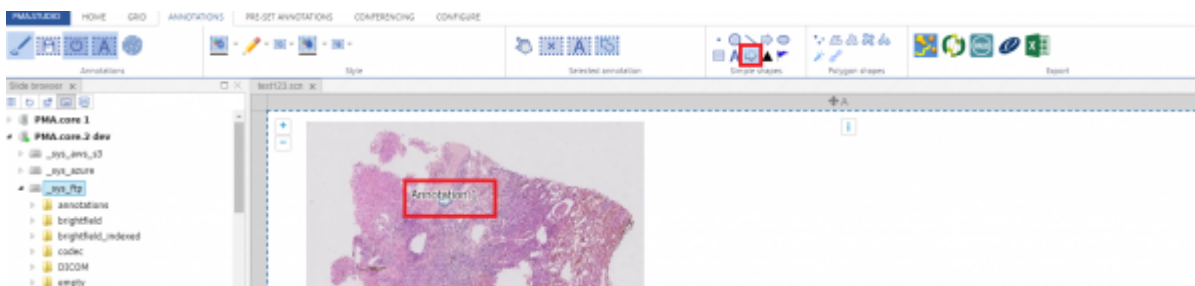 PMA.STUDIO HOME GRID ANNOTATIONS PRE-SET ANNOTATIONS CONFERENCING CONFIGURE
Annotations Style Selected annotation Simple shapes Polygon shapes Export
Slide browser test123.scn
A
PMA.core 1
PMA.core.2 dev
_sys_aws_s3
_sys_azure
_sys_ftp
Annotation
annotations
brightfield
brightfield_indexed
codec
DICOM
empty